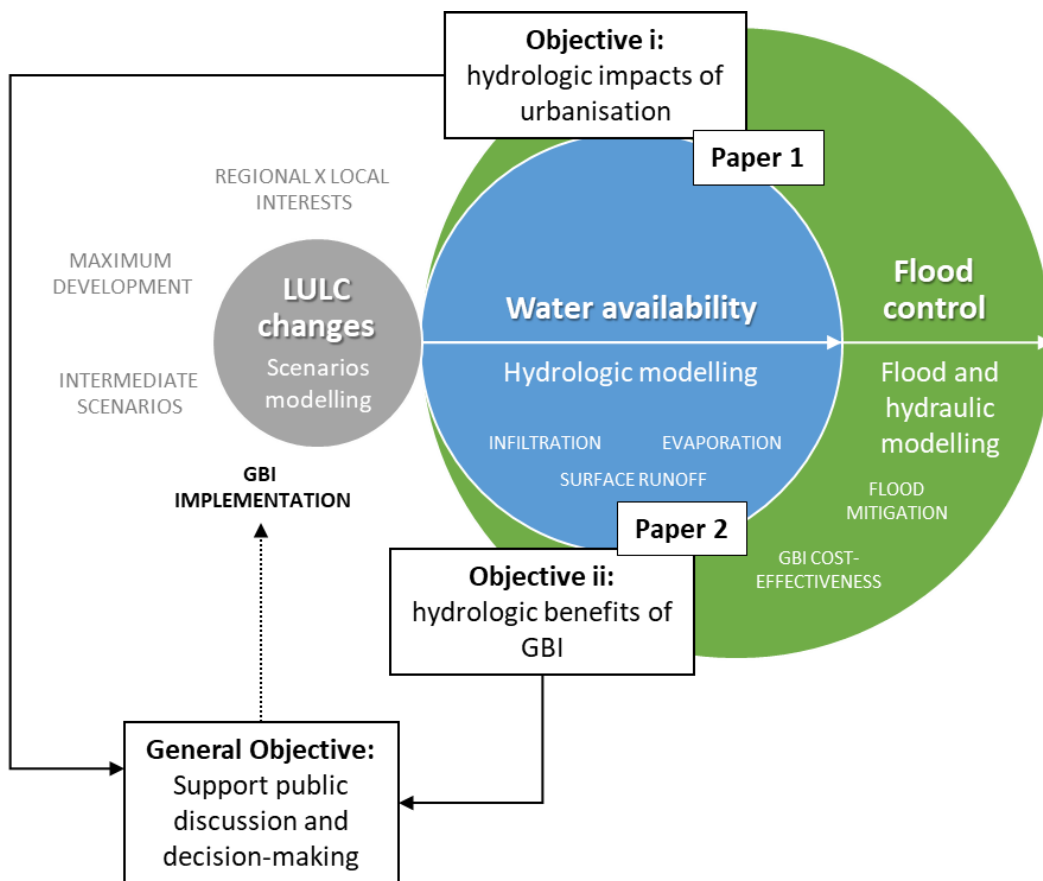 Objective i:
hydrologic impacts of
urbanisation
Paper 1
REGIONAL X LOCAL
INTERESTS
MAXIMUM
DEVELOPMENT
INTERMEDIATE
SCENARIOS
LULC
changes
Scenarios
modelling
GBI
IMPLEMENTATION
Water availability
Hydrologic modelling
INFILTRATION
EVAPORATION
SURFACE RUNOFF
Flood
control
Flood and
hydraulic
modelling
FLOOD
MITIGATION
GBI COST-
EFFECTIVENESS
Paper 2
Objective ii:
hydrologic benefits of
GBI
General Objective:
Support public
discussion and
decision-making